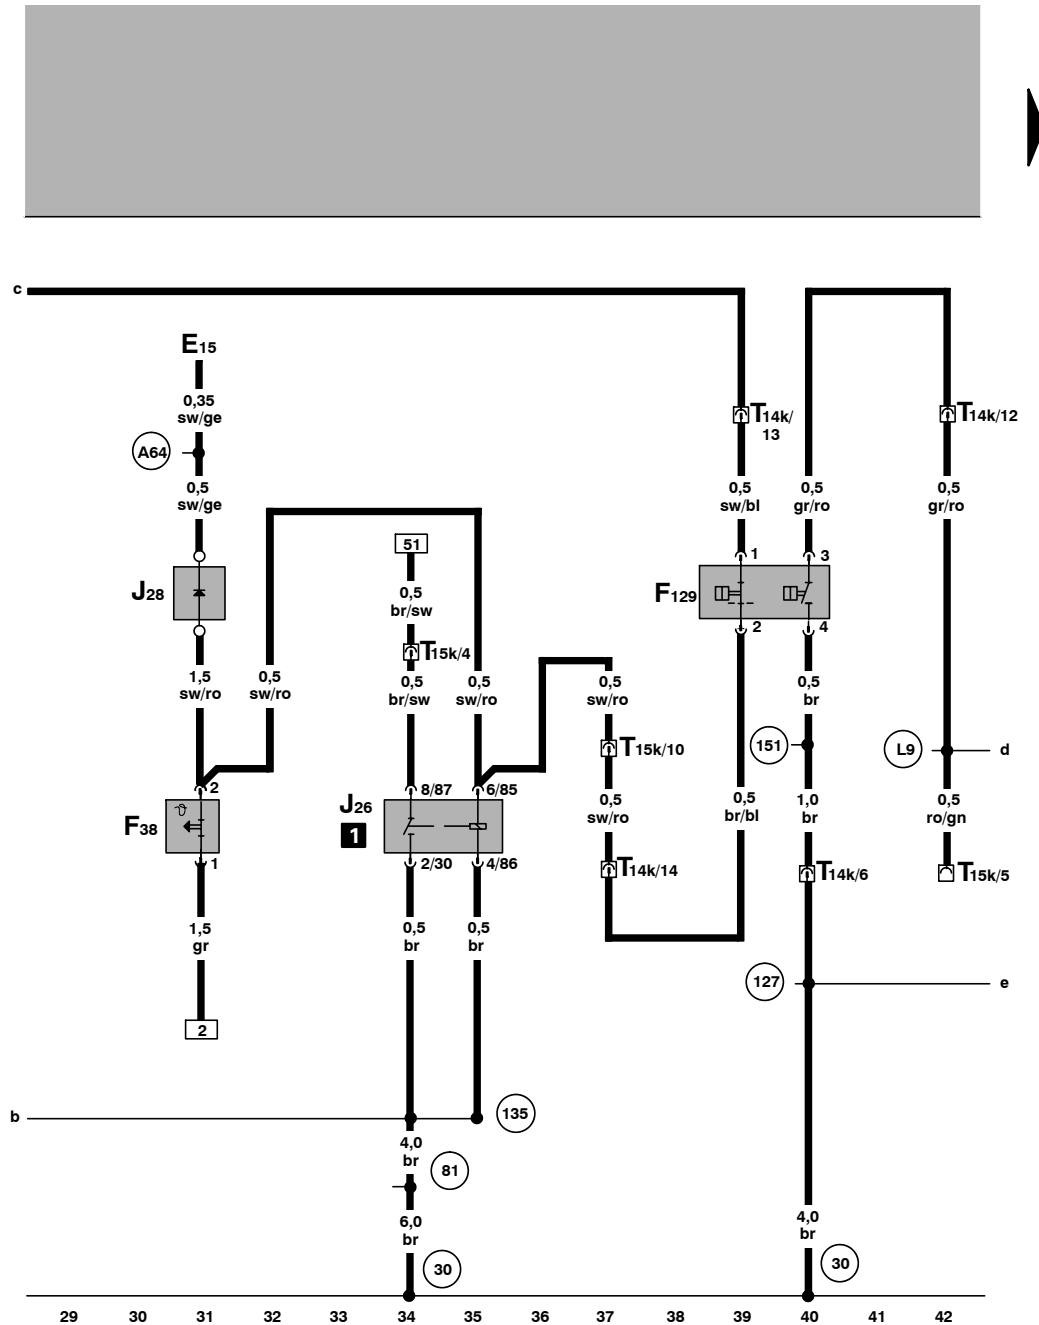 c
E15
0,35
sw/ge
A64
0,5
sw/ge
T14k/
13
T14k/12
0,5
sw/bl
0,5
gr/ro
0,5
gr/ro
51
1
3
J28
0,5
br/sw
F129
2
4
T15k/4
1,5
sw/ro
0,5
sw/ro
0,5
br/sw
0,5
sw/ro
0,5
sw/ro
0,5
br
151
L9
d
T15k/10
2
8/87
6/85
J26
1
F38
0,5
sw/ro
0,5
br/bl
1,0
br
0,5
ro/gn
1
2/30
4/86
T14k/14
T14k/6
T15k/5
1,5
gr
0,5
br
0,5
br
127
e
2
b
135
4,0
br
81
6,0
br
4,0
br
30
30
29 30 31 32 33 34 35 36 37 38 39 40 41 42